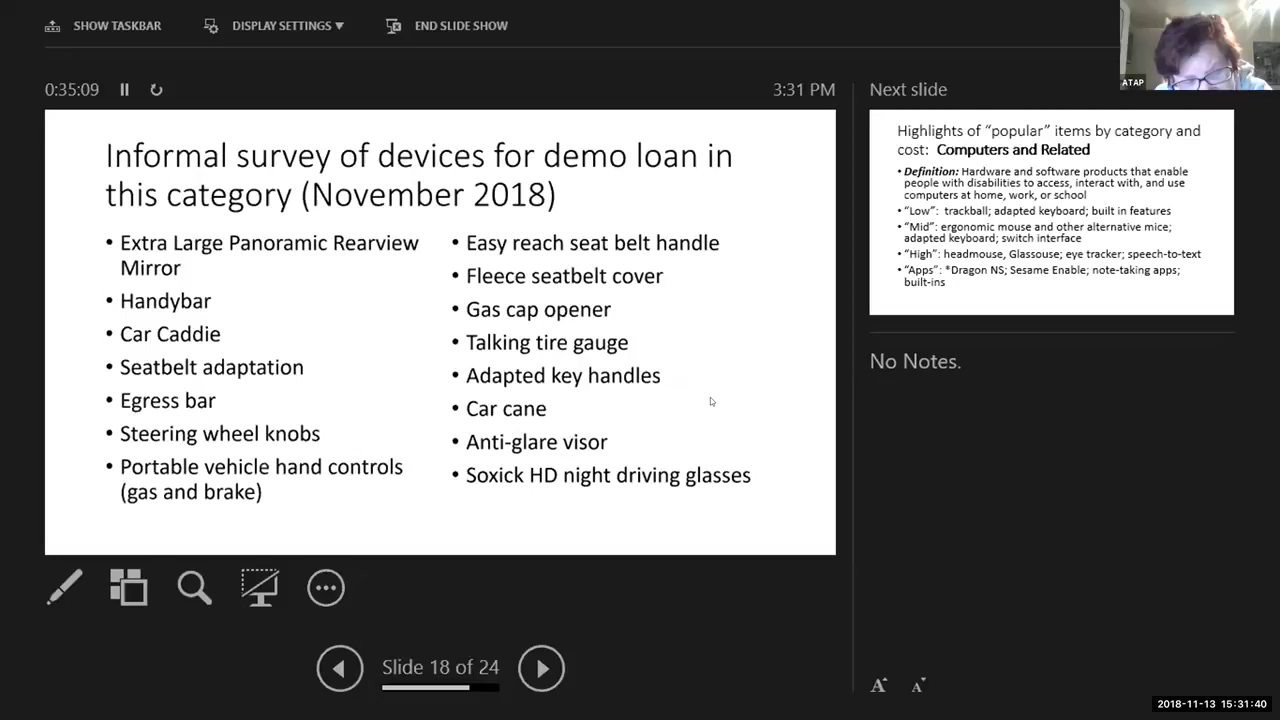 SHOW TASKBAR
DISPLAY SETTINGS ▼
END SLIDE SHOW
ATAP
0:35:09
3:31 PM
Informal survey of devices for demo loan in
this category (November 2018)
• Extra Large Panoramic Rearview
Mirror
• Handybar
• Car Caddie
• Seatbelt adaptation
• Egress bar
• Steering wheel knobs
• Portable vehicle hand controls
(gas and brake)
• Easy reach seat belt handle
• Fleece seatbelt cover
• Gas cap opener
• Talking tire gauge
• Adapted key handles
• Car cane
• Anti-glare visor
• Soxick HD night driving glasses
Slide 18 of 24
Next slide
Highlights of “popular” items by category and
cost: Computers and Related
• Definition: Hardware and software products that enable
people with disabilities to access, interact with, and use
computers at home, work, or school
• “Low”: trackball; adapted keyboard; built in features
• “Mid”: ergonomic mouse and other alternative mice;
adapted keyboard; switch interface
• “High”: headmouse, Glassouse; eye tracker; speech-to-text
• “Apps”: *Dragon NS; Sesame Enable; note-taking apps;
built-ins
No Notes.
A A
2018-11-13 15:31:40